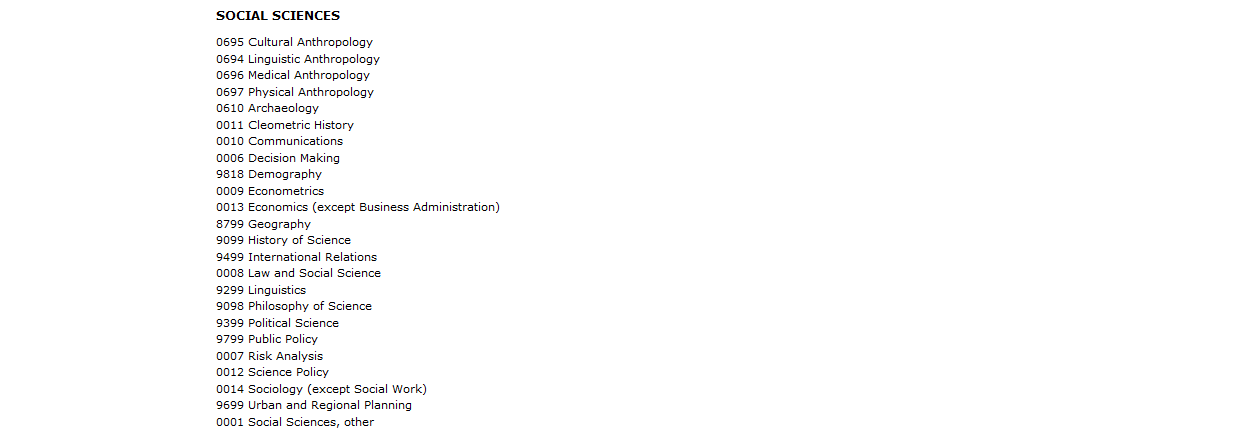 SOCIAL SCIENCES
0695 Cultural Anthropology
0694 Linguistic Anthropology
0696 Medical Anthropology
0697 Physical Anthropology
0610 Archaeology
0011 Cleometric History
0010 Communications
0006 Decision Making
9818 Demography
0009 Econometrics
0013 Economics (except Business Administration)
8799 Geography
9099 History of Science
9499 International Relations
0008 Law and Social Science
9299 Linguistics
9098 Philosophy of Science
9399 Political Science
9799 Public Policy
0007 Risk Analysis
0012 Science Policy
0014 Sociology (except Social Work)
9699 Urban and Regional Planning
0001 Social Sciences, other